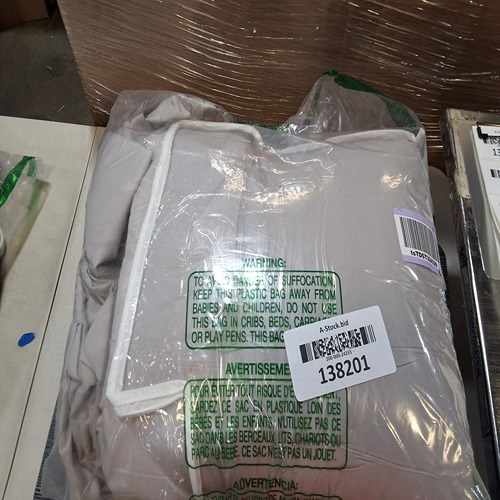 WARNING:
TO AVOID DANGER OF SUFFOCATION,
KEEP THIS PLASTIC BAG AWAY FROM
BABIES AND CHILDREN, DO NOT USE
THIS BAG IN CRIBS, BEDS, CARRIAGES
OR PLAY PENS. THIS BAG
A-Stock.bid
138201
AVERTISSEMENT
POUR EVITER TOUT RISQUE D'E
GARDEZ CE SAC EN PLASTIQUE LOIN DES
BEBES ET LES ENFANTS, N'UTILISEZ PAS CE
SAC DANS LES BERCEAUX, LITS, CHARIOTS OU
PARC AU BEBE. CE SAC N'EST PAS UN JOUET.
ADVERTENCIA: